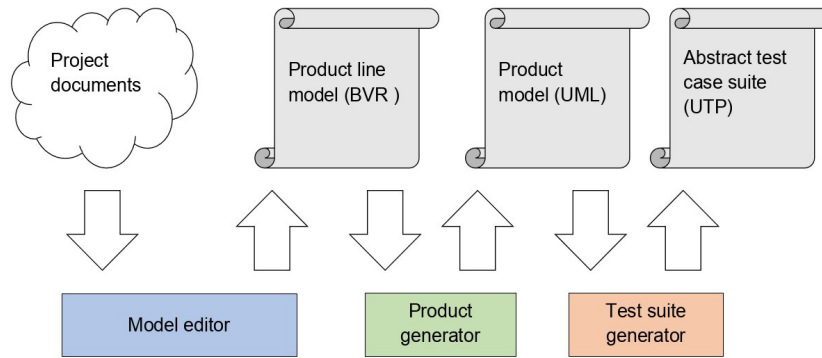 Project
documents
Product line
model (BVR )
Product
model (UML)
Abstract test
case suite
(UTP)
Model editor
Product
generator
Test suite
generator